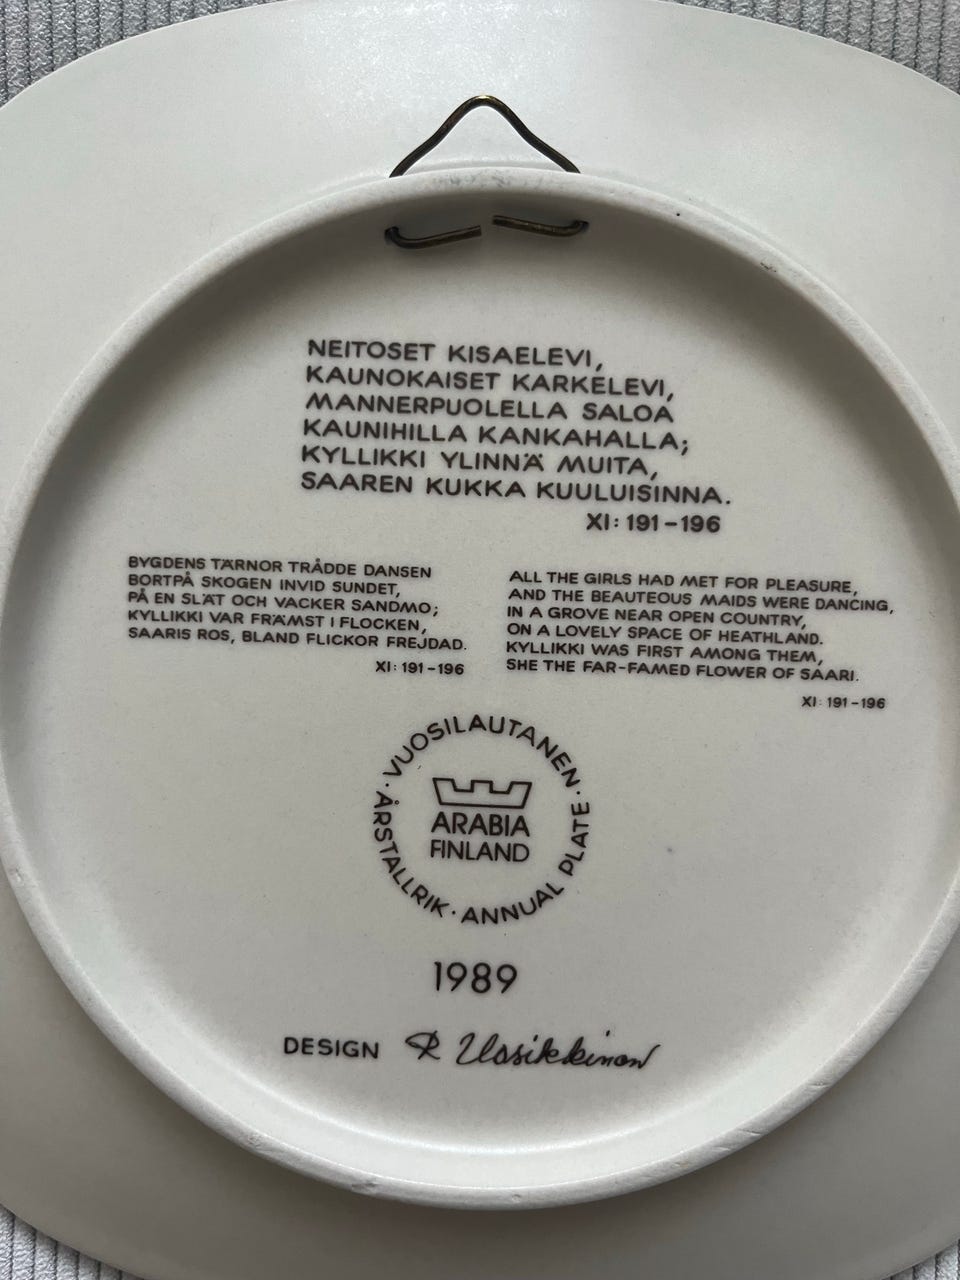 NEITOSET KISAELEVI,
KAUNOKAISET KARKELEVI,
MANNERPUOLELLA SALOA
KAUNIHILLA KANKAHALLA;
KYLLIKKI YLINNÄ MUITA,
SAAREN KUKKA KUULUISINNA.
XI: 191-196
BYGDENS TÄRNOR TRÅDDE DANSEN
BORTPÅ SKOGEN INVID SUNDET,
PÅ EN SLÄT OCH VACKER SANDMO;
KYLLIKKI VAR FRÄMST I FLOCKEN,
SAARIS ROS, BLAND FLICKOR FREJDAD.
XI: 191-196
ALL THE GIRLS HAD MET FOR PLEASURE,
AND THE BEAUTEOUS MAIDS WERE DANCING,
IN A GROVE NEAR OPEN COUNTRY,
ON A LOVELY SPACE OF HEATHLAND.
KYLLIKKI WAS FIRST AMONG THEM,
SHE THE FAR-FAMED FLOWER OF SAARI.
XI: 191-196
· VUOSILAUTANEN · ANNUAL PLATE · ÅRSTALLRIK
ARABIA
FINLAND
1989
DESIGN R Uosikkinen